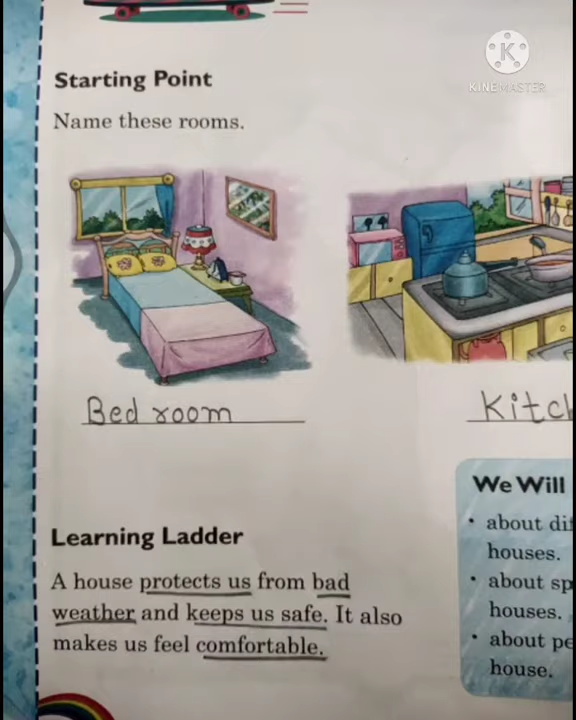 KINEMASTER
Starting Point
Name these rooms.
Bed room
Kitch
Learning Ladder
A house protects us from bad
weather and keeps us safe. It also
makes us feel comfortable.
We Will
• about dif
houses.
• about sp
houses.
• about pe
house.